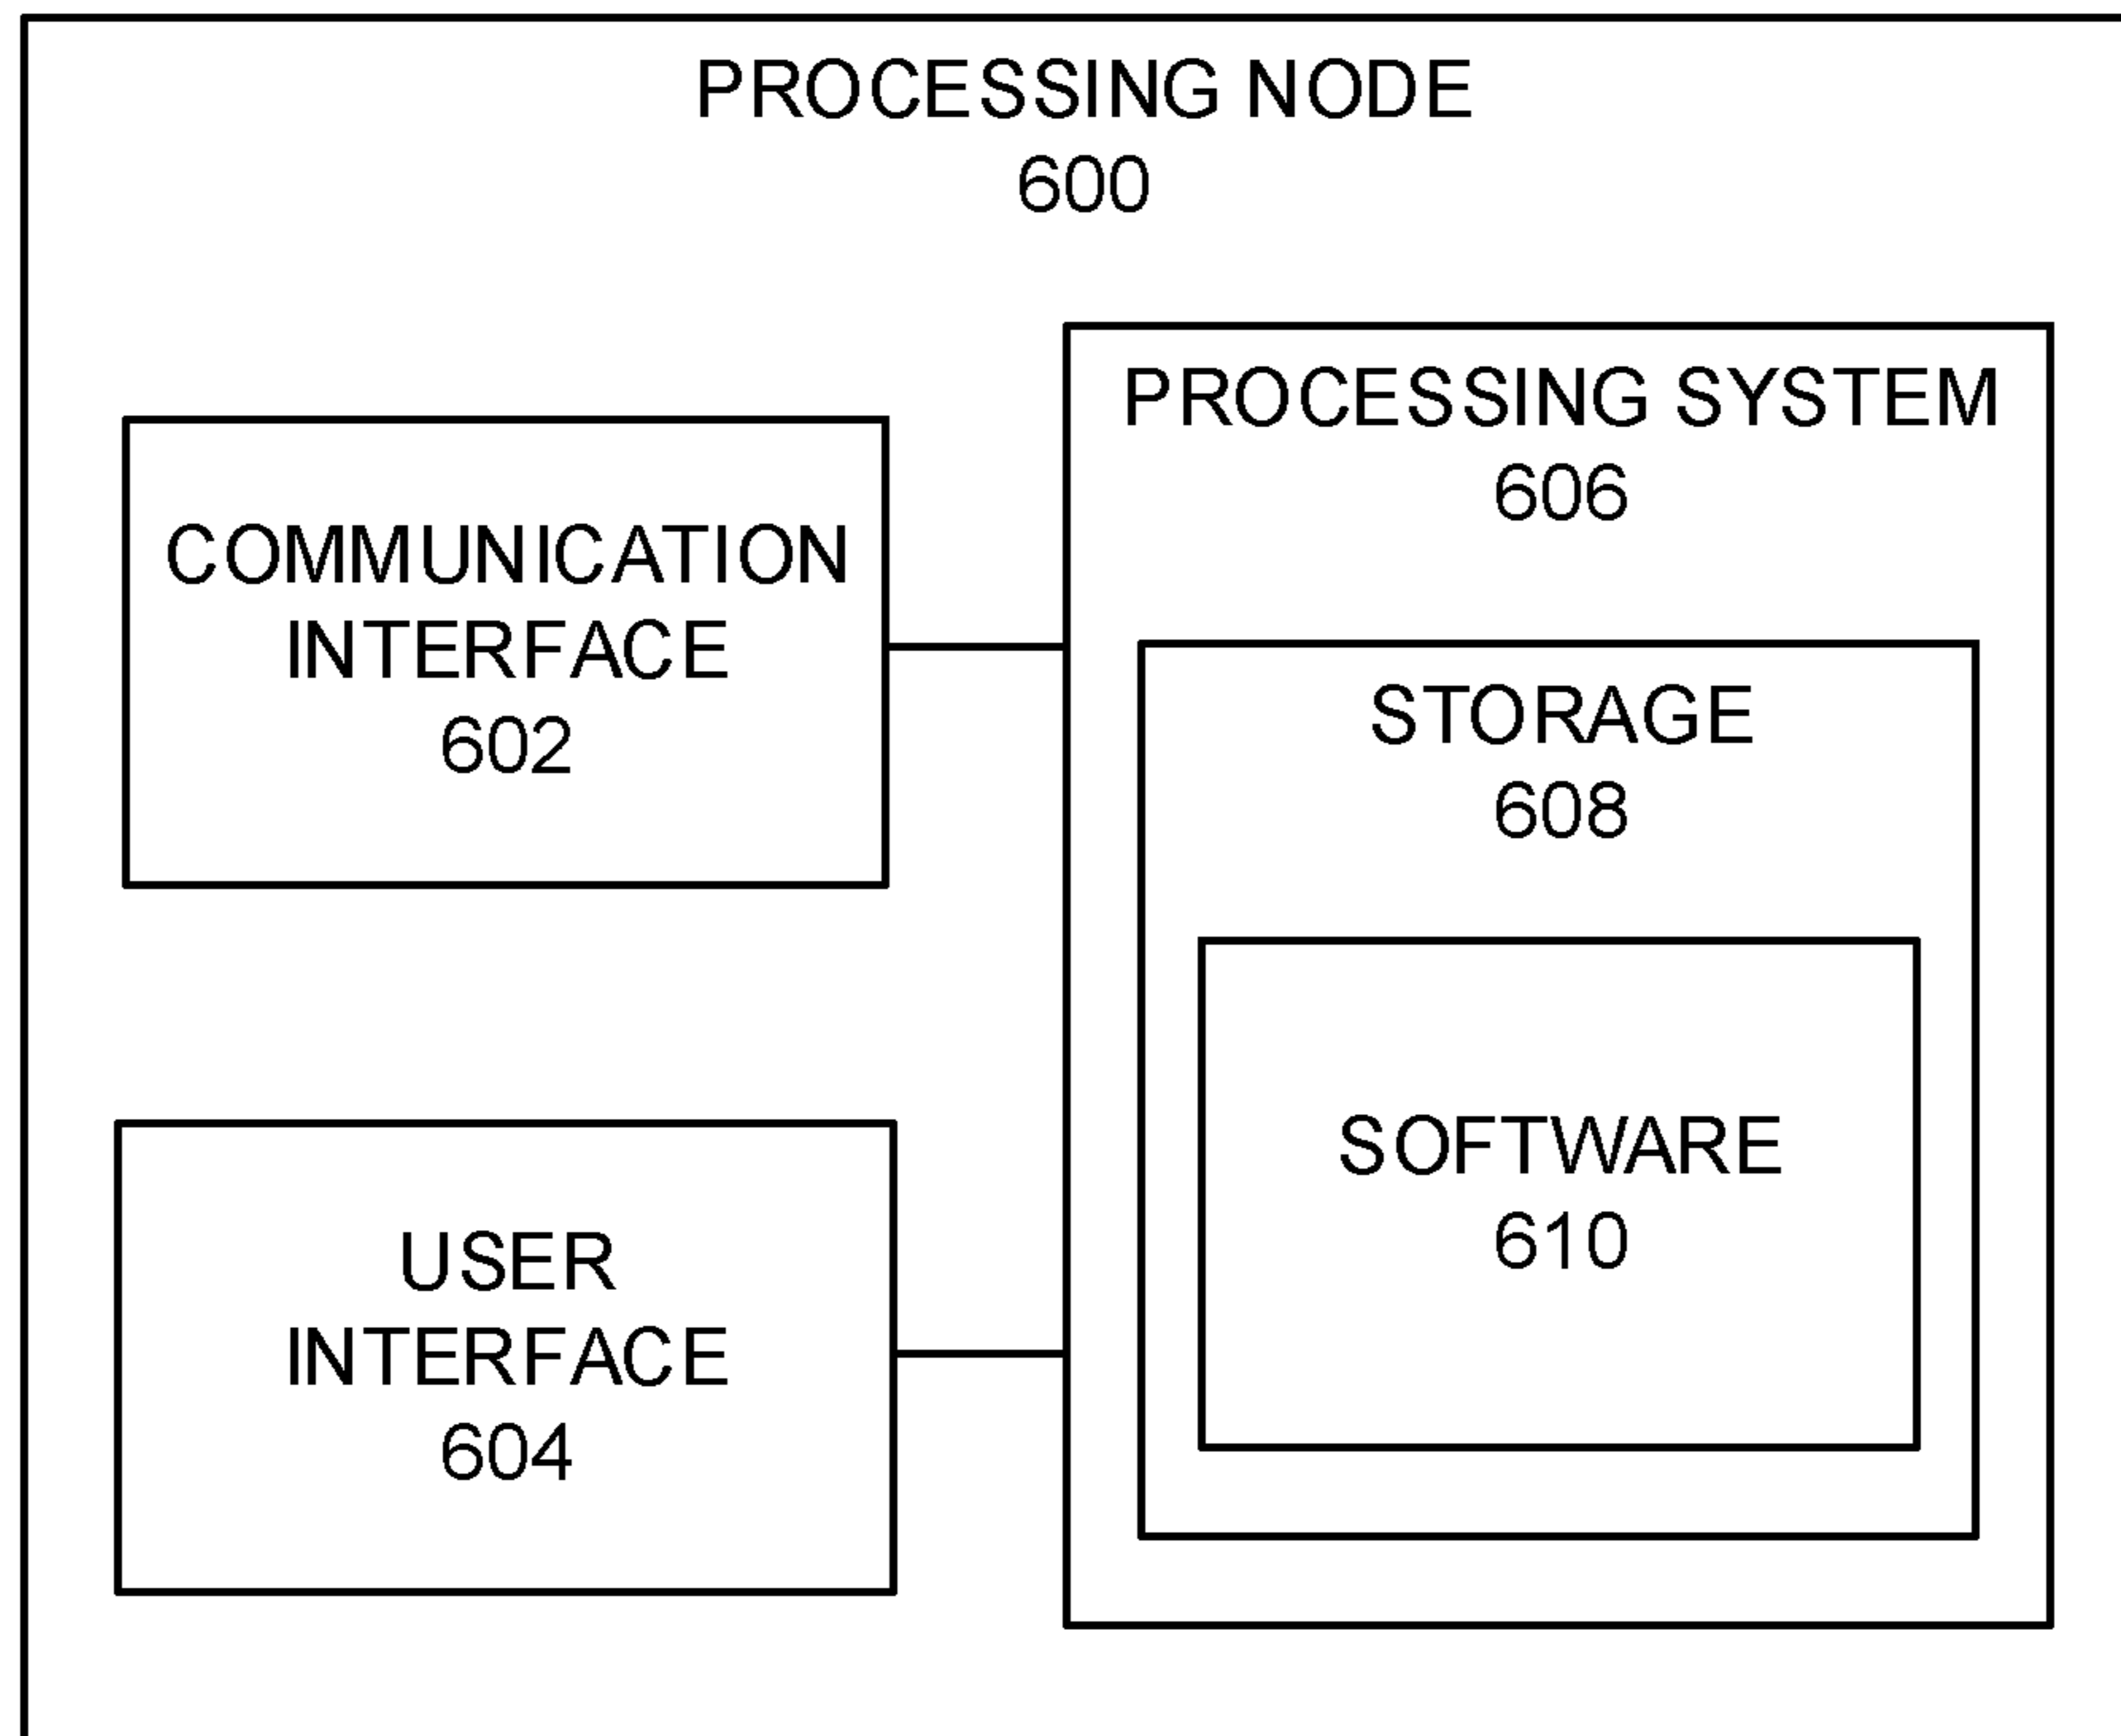 PROCESSING NODE
600
PROCESSING SYSTEM
606
COMMUNICATION
INTERFACE
602
STORAGE
608
SOFTWARE
610
USER
INTERFACE
604